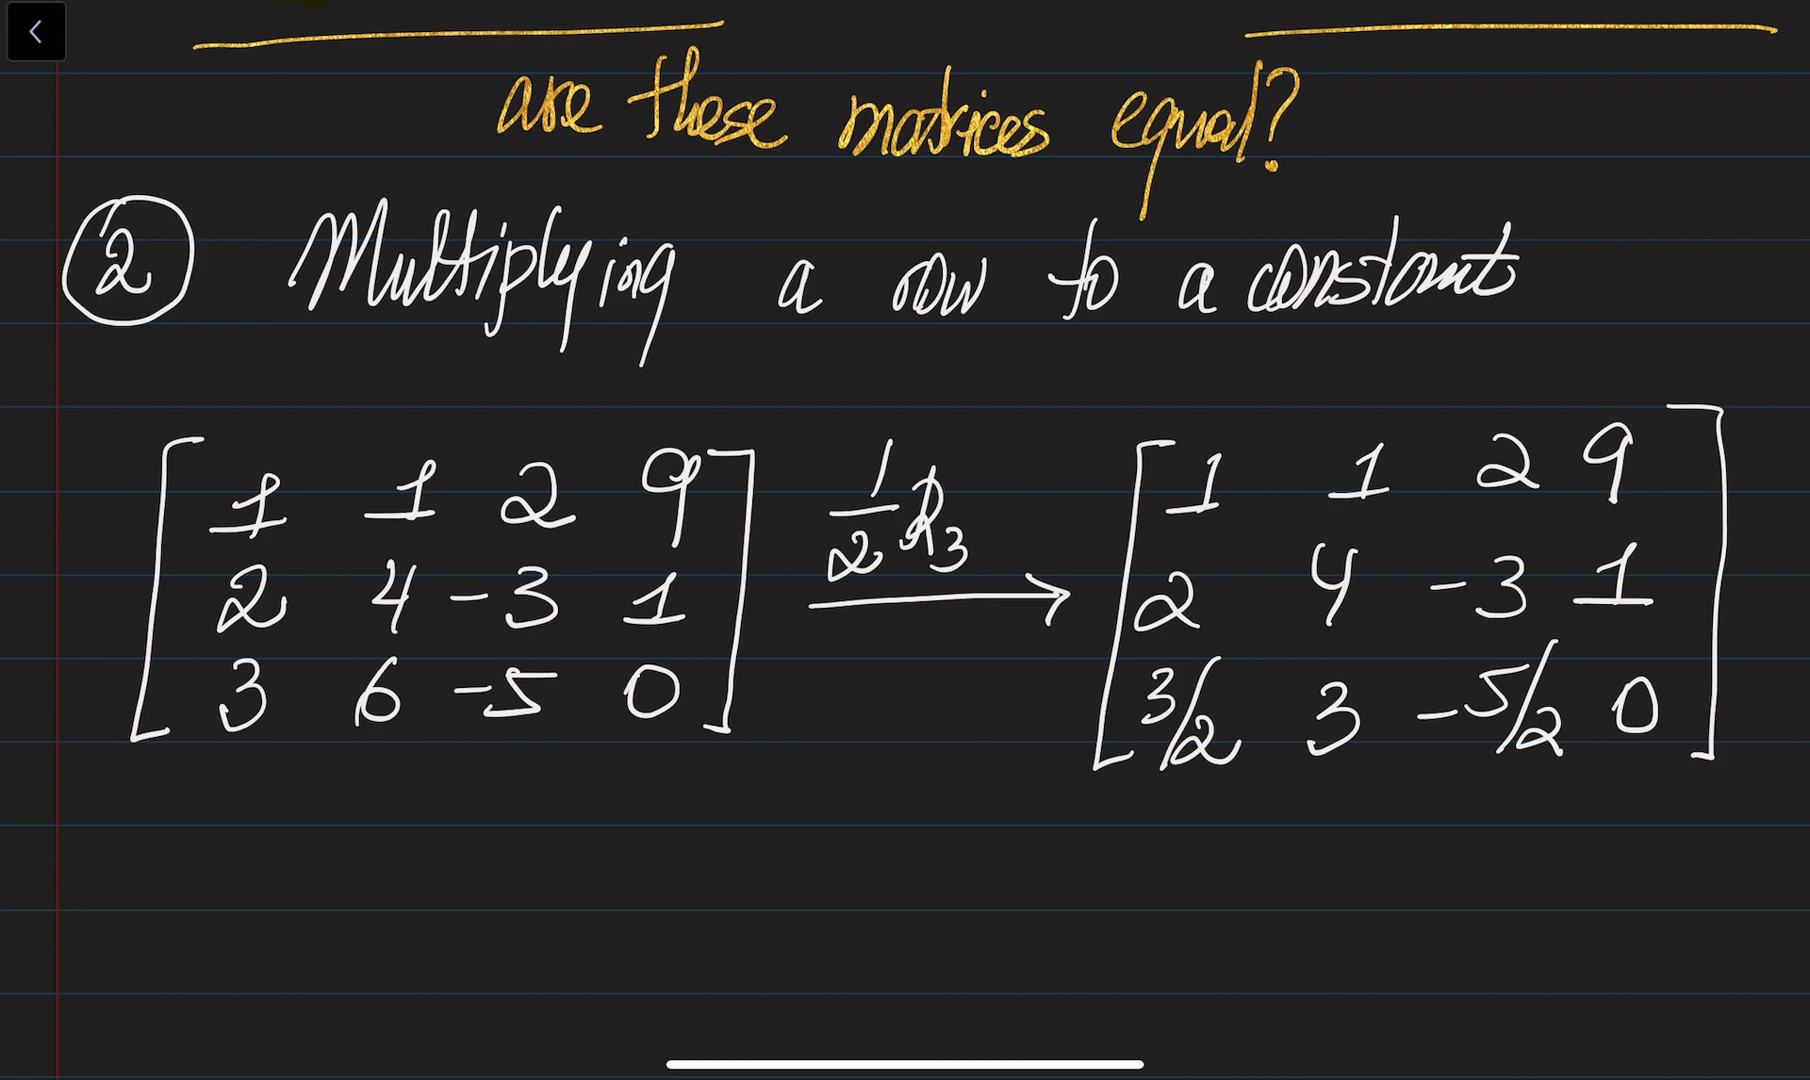 are these matrices equal?
② Multiplying a row to a constant
[1 1 2 9] 1/2 R₃ [1 1 2 9]
[2 4 -3 1] → [2 4 -3 1]
[3 6 -5 0] [3/2 3 -5/2 0]